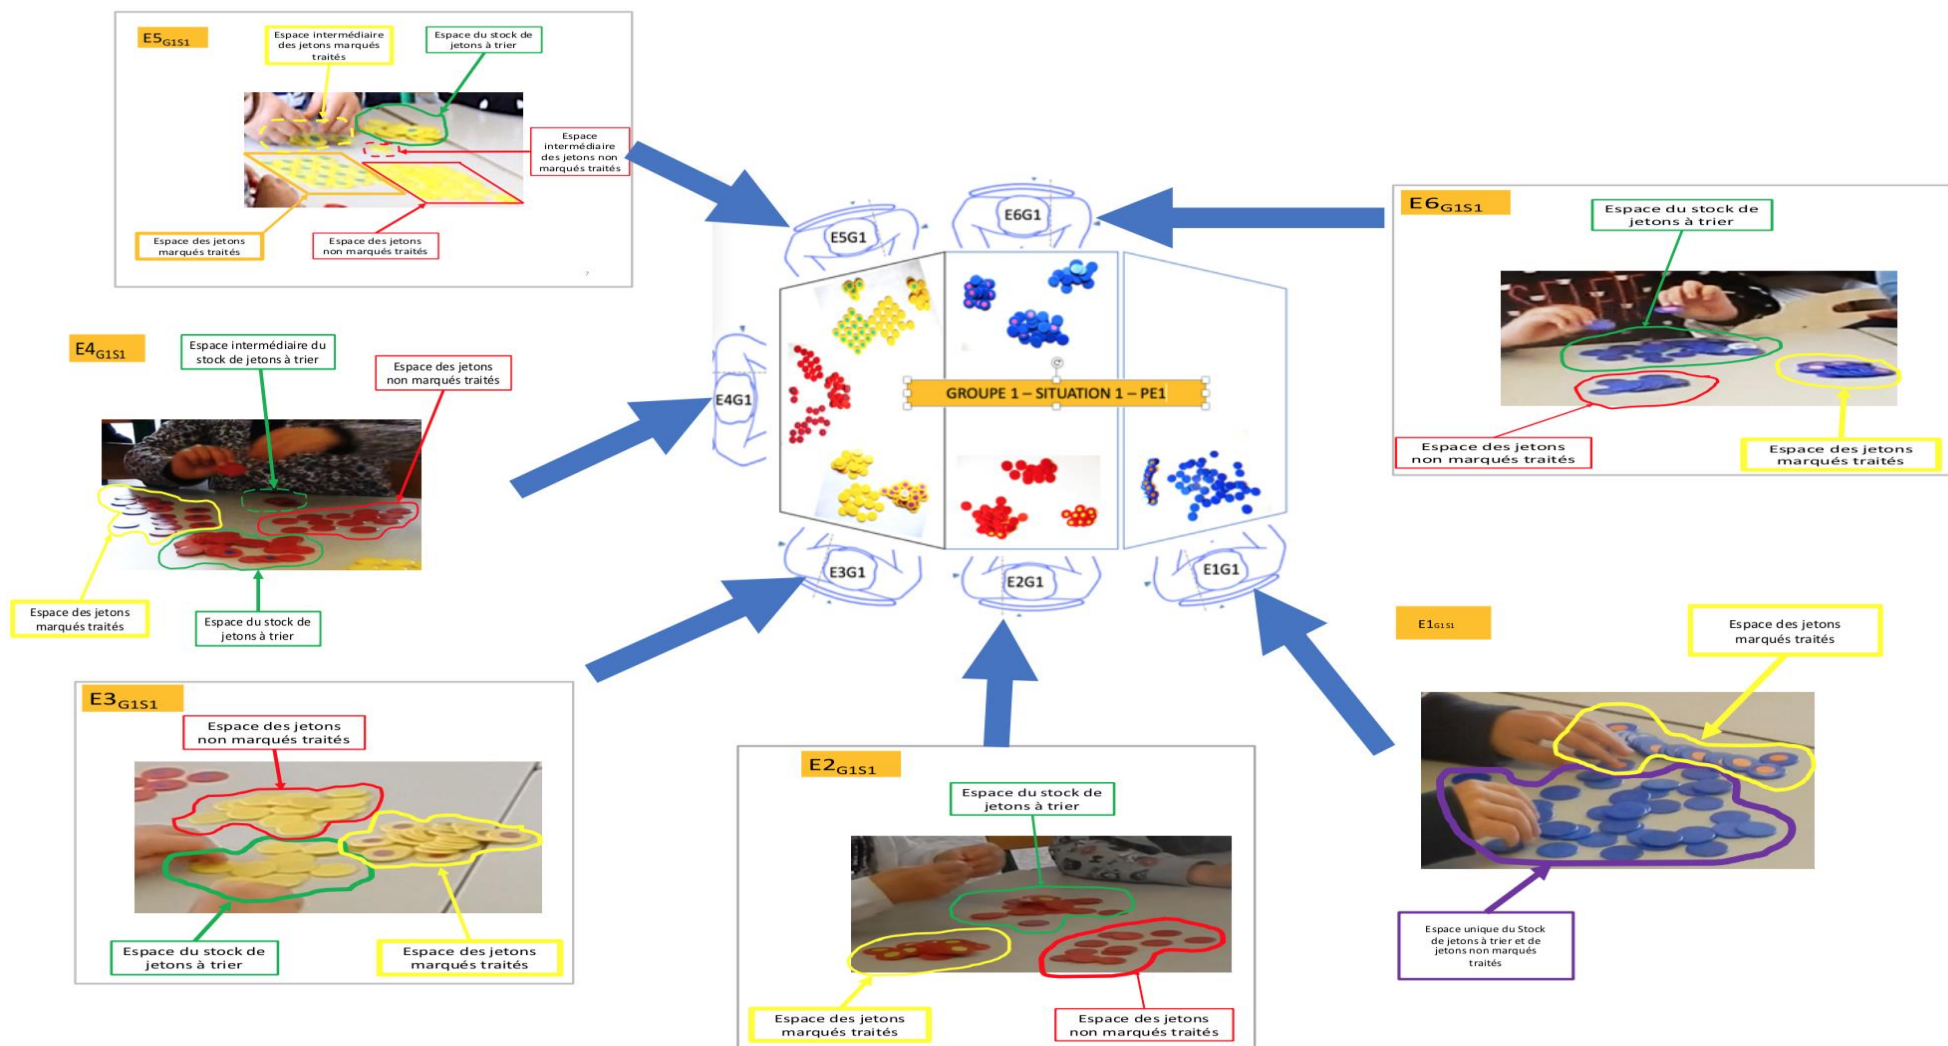 E5G1S1
Espace intermédiaire
des jetons marqués
traités
Espace du stock de
jetons à trier
Espace
intermédiaire
des jetons non
marqués traités
Espace des jetons
marqués traités
Espace des jetons
non marqués traités
7
E6G1S1
Espace du stock de
jetons à trier
Espace des jetons
non marqués traités
Espace des jetons
marqués traités
E5G1
E6G1
E4G1
GROUPE 1 – SITUATION 1 – PE1
E3G1
E2G1
E1G1
E4G1S1
Espace intermédiaire du
stock de jetons à trier
Espace des jetons
non marqués traités
Espace des jetons
marqués traités
Espace du stock de
jetons à trier
E3G1S1
Espace des jetons
non marqués traités
Espace du stock de
jetons à trier
Espace des jetons
marqués traités
E2G1S1
Espace du stock de
jetons à trier
Espace des jetons
marqués traités
Espace des jetons
non marqués traités
E1G1S1
Espace des jetons
marqués traités
Espace unique du Stock
de jetons à trier et de
jetons non marqués
traités